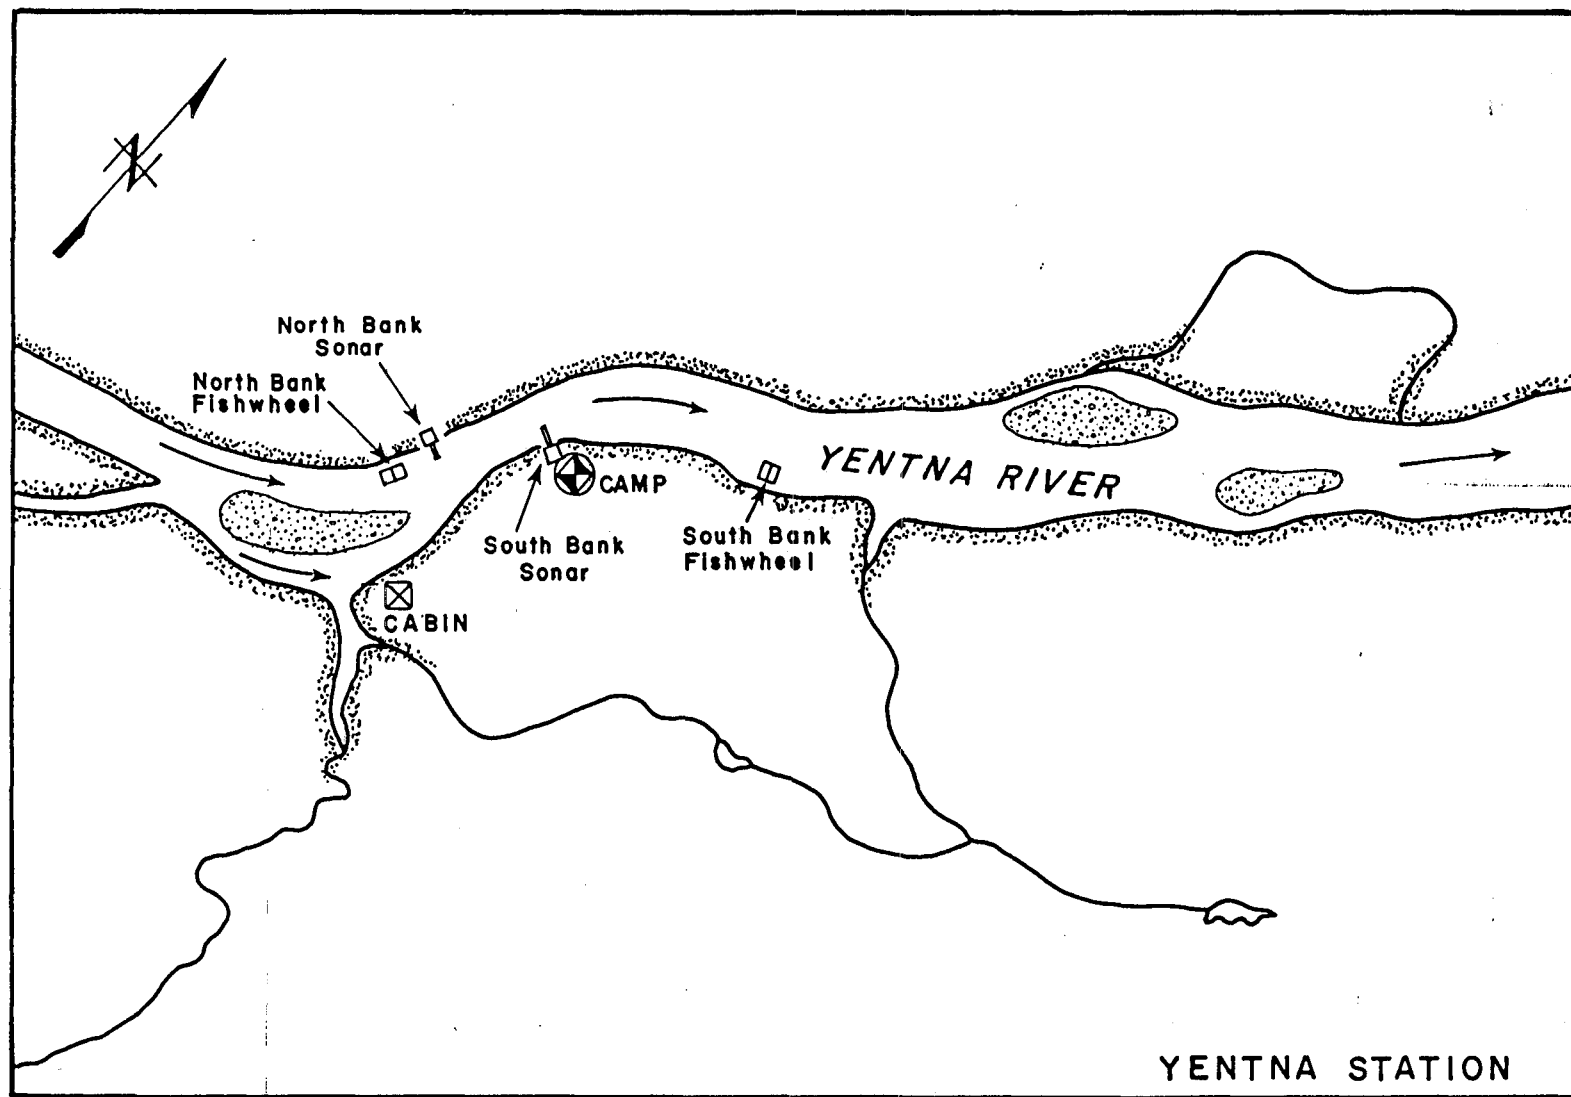 N
North Bank
Sonar
North Bank
Fishwheel
CAMP
YENTNA RIVER
South Bank
Sonar
South Bank
Fishwheel
CABIN
YENTNA STATION